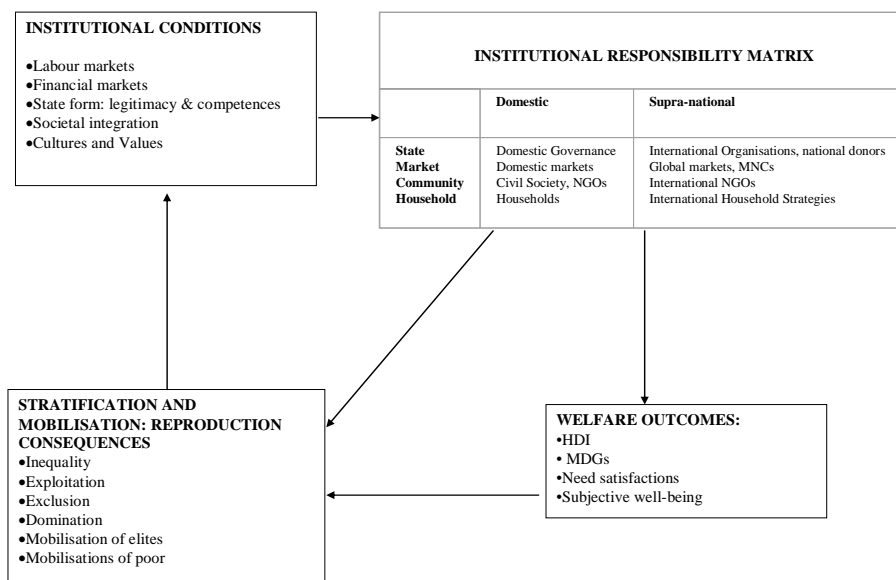 INSTITUTIONAL CONDITIONS
•Labour markets
•Financial markets
•State form: legitimacy & competences
•Societal integration
•Cultures and Values
INSTITUTIONAL RESPONSIBILITY MATRIX
Domestic Supra-national
State Domestic Governance International Organisations, national donors
Market Domestic markets Global markets, MNCs
Community Civil Society, NGOs International NGOs
Household Households International Household Strategies
STRATIFICATION AND
MOBILISATION: REPRODUCTION
CONSEQUENCES
•Inequality
•Exploitation
•Exclusion
•Domination
•Mobilisation of elites
•Mobilisations of poor
WELFARE OUTCOMES:
•HDI
• MDGs
•Need satisfactions
•Subjective well-being